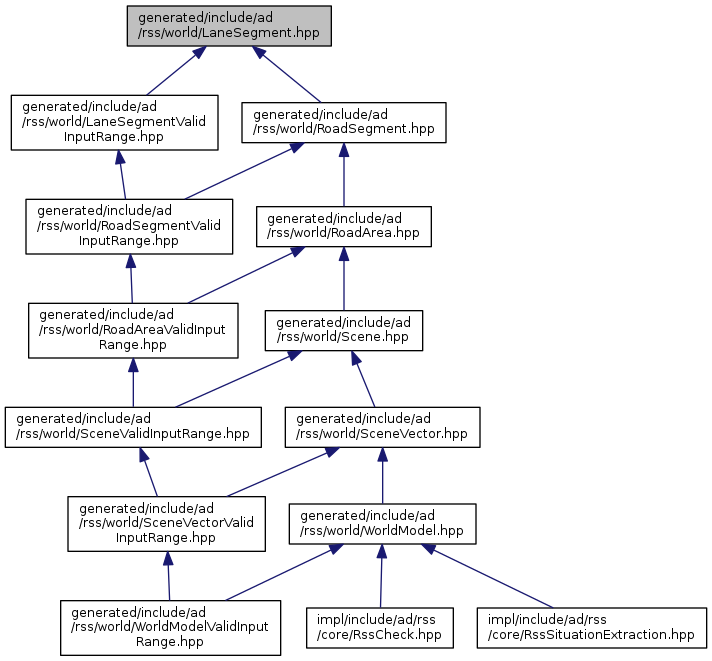 generated/include/ad
/rss/world/LaneSegment.hpp
generated/include/ad
/rss/world/LaneSegmentValid
InputRange.hpp
generated/include/ad
/rss/world/RoadSegment.hpp
generated/include/ad
/rss/world/RoadSegmentValid
InputRange.hpp
generated/include/ad
/rss/world/RoadArea.hpp
generated/include/ad
/rss/world/RoadAreaValidInput
Range.hpp
generated/include/ad
/rss/world/Scene.hpp
generated/include/ad
/rss/world/SceneValidInputRange.hpp
generated/include/ad
/rss/world/SceneVector.hpp
generated/include/ad
/rss/world/SceneVectorValid
InputRange.hpp
generated/include/ad
/rss/world/WorldModel.hpp
generated/include/ad
/rss/world/WorldModelValidInput
Range.hpp
impl/include/ad/rss
/core/RssCheck.hpp
impl/include/ad/rss
/core/RssSituationExtraction.hpp